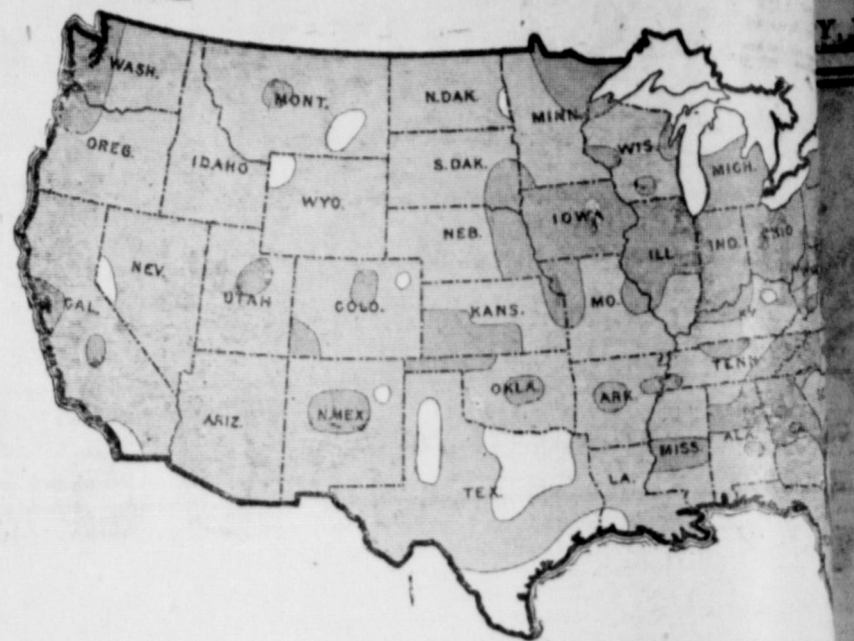 WASH.
MONT.
N.DAK.
MINN.
OREG.
IDAHO
S.DAK.
WIS.
MICH.
WYO.
IOWA
NEB.
NEV.
ILL.
IND.
OHIO
UTAH
COLO.
CAL.
KANS.
MO.
KY.
TENN.
OKLA.
ARK.
N.MEX.
ARIZ.
MISS.
ALA.
GA.
TEX.
LA.